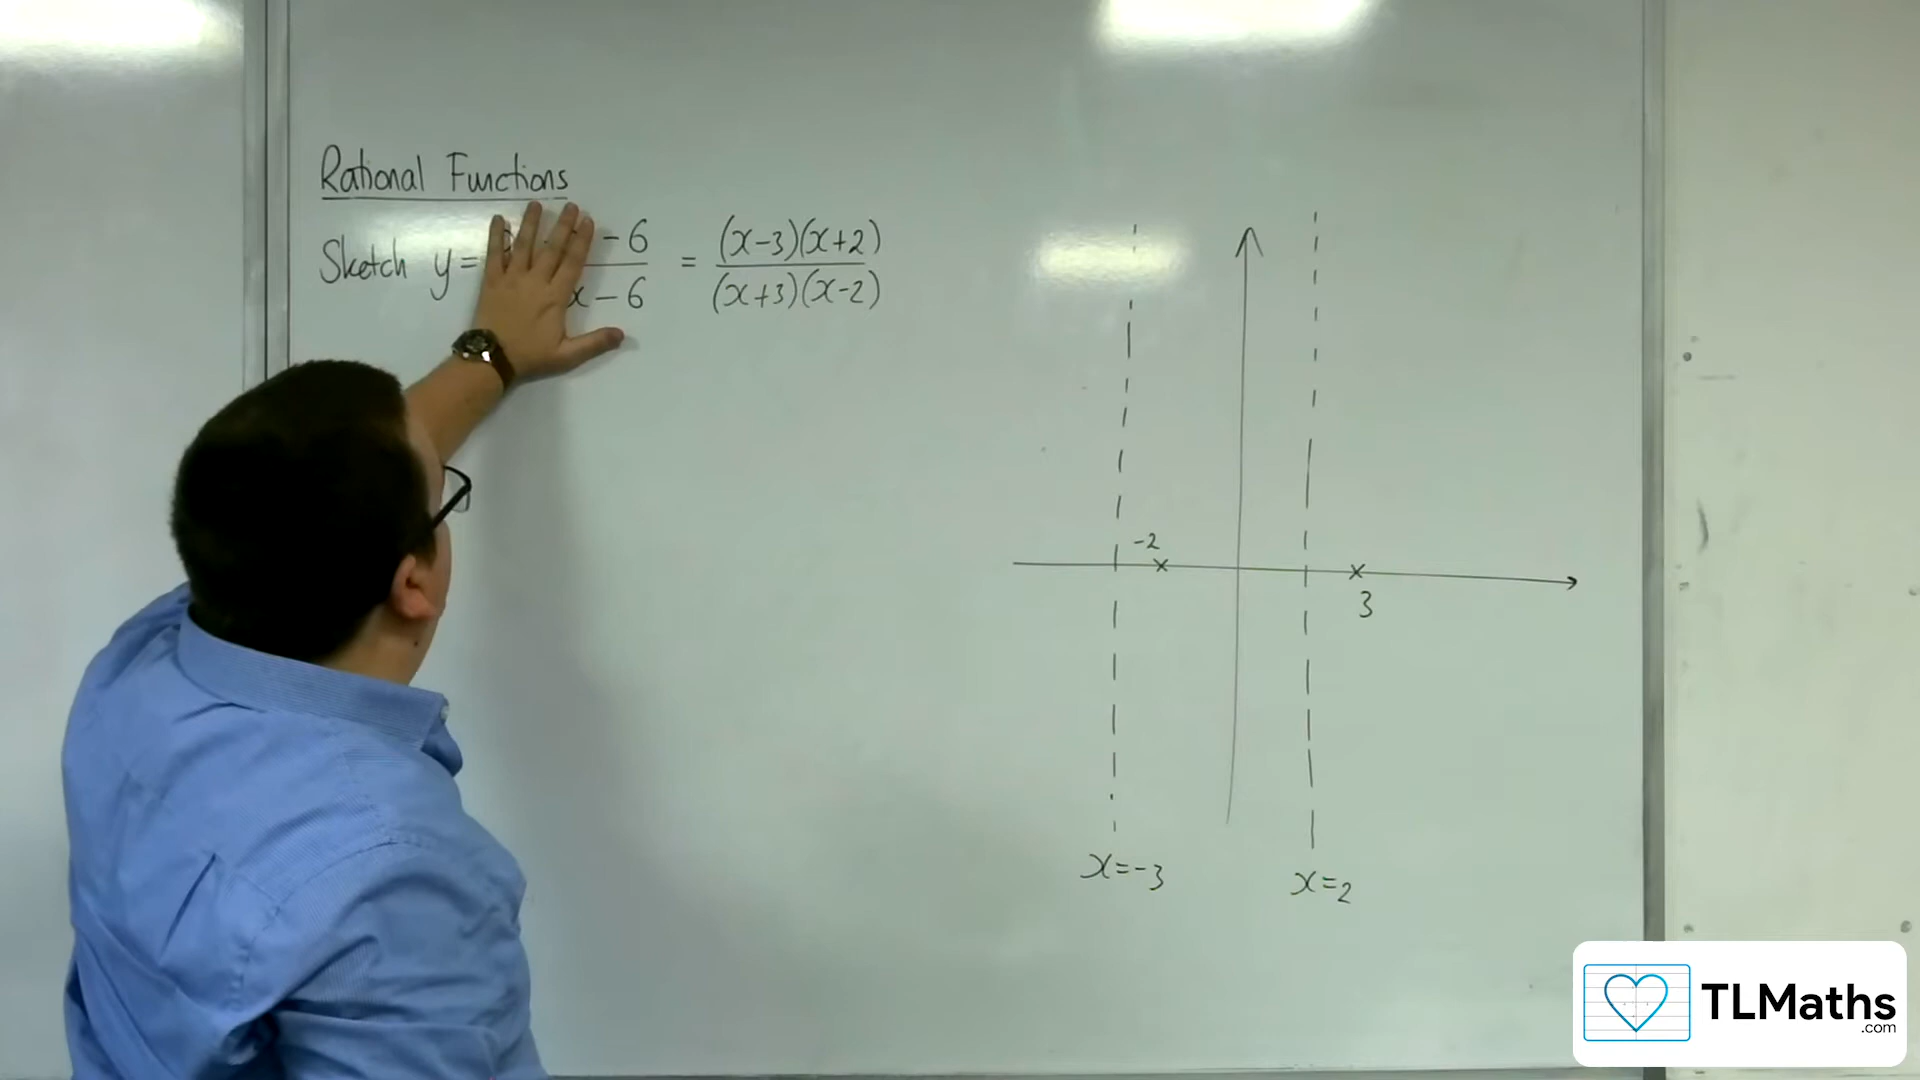 Rational Functions
Sketch y = -6 / x-6 = (x-3)(x+2) / (x+3)(x-2)
-2
3
x=-3
x=2
TLMaths
.com